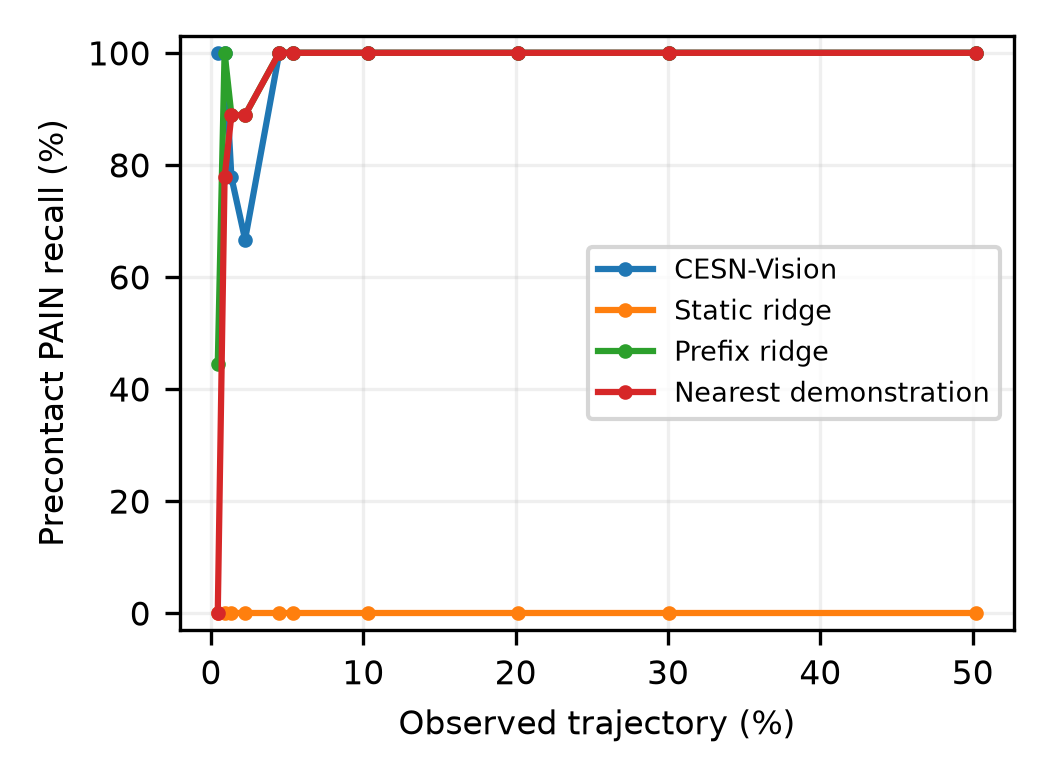 Precontact PAIN recall (%)
100
80
60
40
20
0
CESN-Vision
Static ridge
Prefix ridge
Nearest demonstration
0 10 20 30 40 50
Observed trajectory (%)